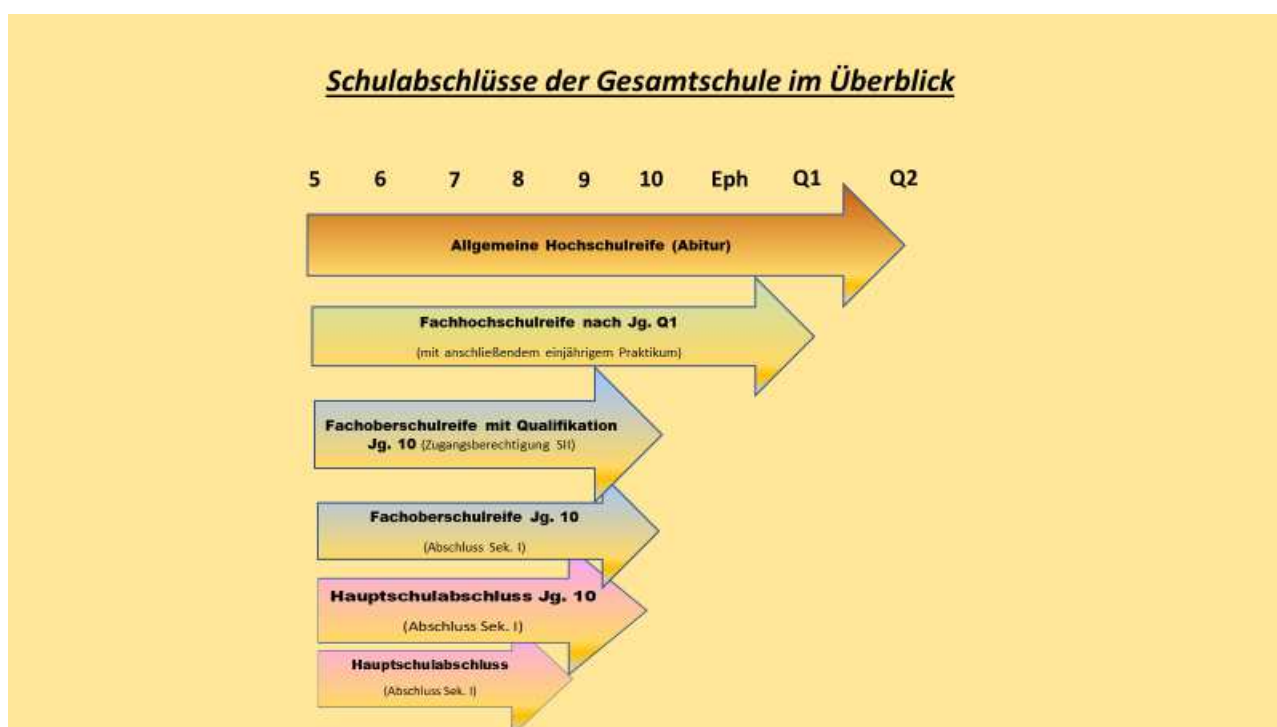 Schulabschlüsse der Gesamtschule im Überblick
5 6 7 8 9 10 Eph Q1 Q2
Allgemeine Hochschulreife (Abitur)
Fachhochschulreife nach Jg. Q1
(mit anschließendem einjährigem Praktikum)
Fachoberschulreife mit Qualifikation
Jg. 10 (Zugangsberechtigung SII)
Fachoberschulreife Jg. 10
(Abschluss Sek. I)
Hauptschulabschluss Jg. 10
(Abschluss Sek. I)
Hauptschulabschluss
(Abschluss Sek. I)